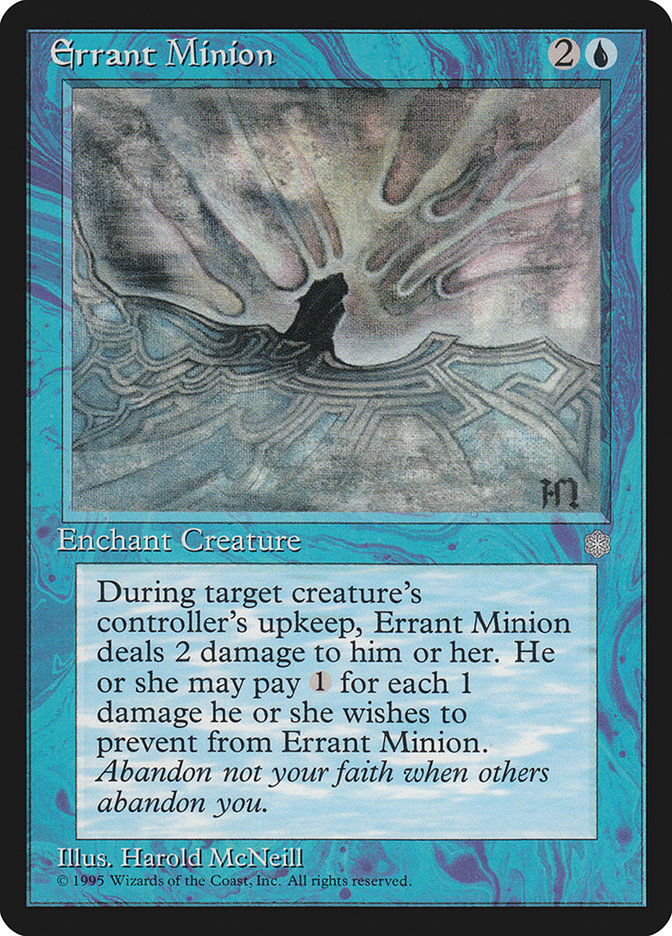 Errant Minion
2
HM
Enchant Creature
During target creature's
controller's upkeep, Errant Minion
deals 2 damage to him or her. He
or she may pay 1 for each 1
damage he or she wishes to
prevent from Errant Minion.
Abandon not your faith when others
abandon you.
Illus. Harold McNeill
© 1995 Wizards of the Coast, Inc. All rights reserved.